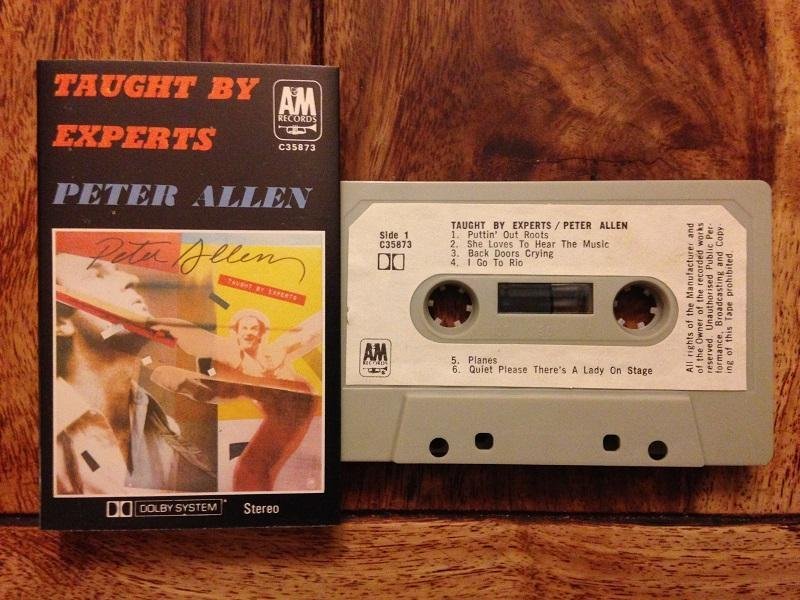 TAUGHT BY
EXPERTS
PETER ALLEN
A&M
RECORDS
C35873
Peter Allen
TAUGHT BY EXPERTS
DOLBY SYSTEM
Stereo
Side 1
C35873
TAUGHT BY EXPERTS/PETER ALLEN
1. Puttin' Out Roots
2. She Loves To Hear The Music
3. Back Doors Crying
4. I Go To Rio
A&M
RECORDS
5. Planes
6. Quiet Please There's A Lady On Stage
All rights of the Manufacturer and
of the Owner of the recorded works
reserved. Unauthorised Public Per-
formance, Broadcasting and Copy-
ing of this Tape prohibited.